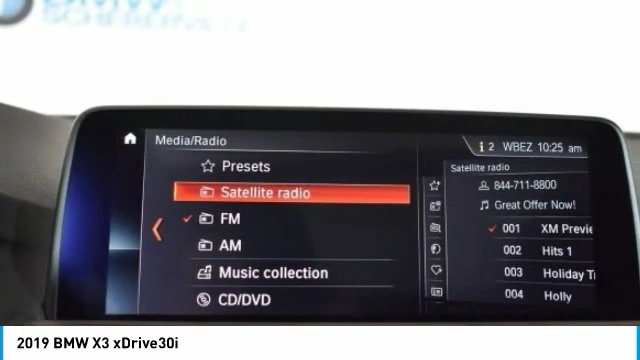 Media/Radio
i 2 WBEZ 10:25 am
Presets
Satellite radio
FM
AM
Music collection
CD/DVD
Satellite radio
844-711-8800
Great Offer Now!
001 XM Previe
002 Hits 1
003 Holiday T
004 Holly
2019 BMW X3 xDrive30i